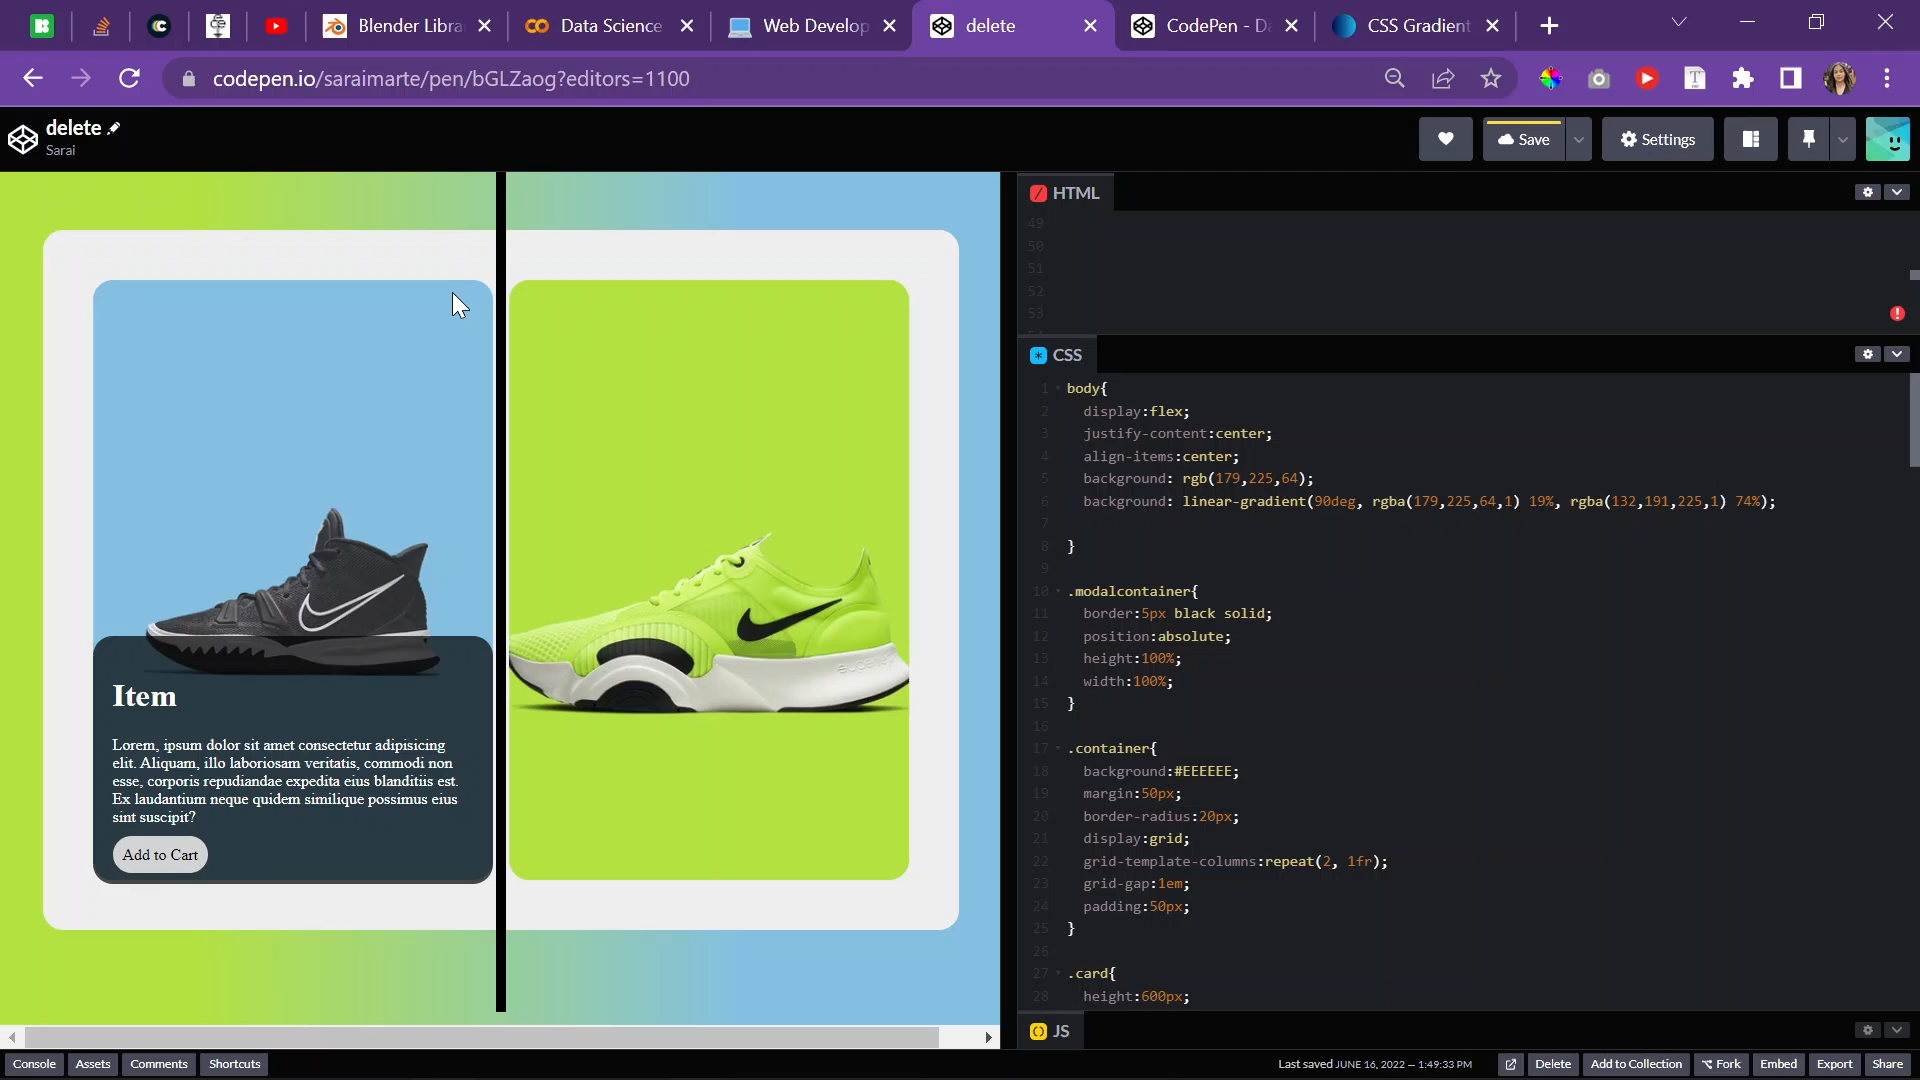 Blender Libra
Data Science
Web Develop
delete
CodePen - Da
CSS Gradient
codepen.io/saraimarte/pen/bGLZaog?editors=1100
delete
Sarai
Save
Settings
Item
Lorem, ipsum dolor sit amet consectetur adipisicing
elit. Aliquam, illo laboriosam veritatis, commodi non
esse, corporis repudiandae expedita eius blanditiis est.
Ex laudantium neque quidem similique possimus eius
sint suscipit?
Add to Cart
HTML
49
50
51
52
53
CSS
1 body{
2 display:flex;
3 justify-content:center;
4 align-items:center;
5 background: rgb(179,225,64);
6 background: linear-gradient(90deg, rgba(179,225,64,1) 19%, rgba(132,191,225,1) 74%);
7
8 }
9
10 .modalcontainer{
11 border:5px black solid;
12 position:absolute;
13 height:100%;
14 width:100%;
15 }
16
17 .container{
18 background:#EEEEEE;
19 margin:50px;
20 border-radius:20px;
21 display:grid;
22 grid-template-columns:repeat(2, 1fr);
23 grid-gap:1em;
24 padding:50px;
25 }
26
27 .card{
28 height:600px;
JS
Console Assets Comments Shortcuts
Last saved JUNE 16, 2022 — 1:49:33 PM
Delete Add to Collection Fork Embed Export Share